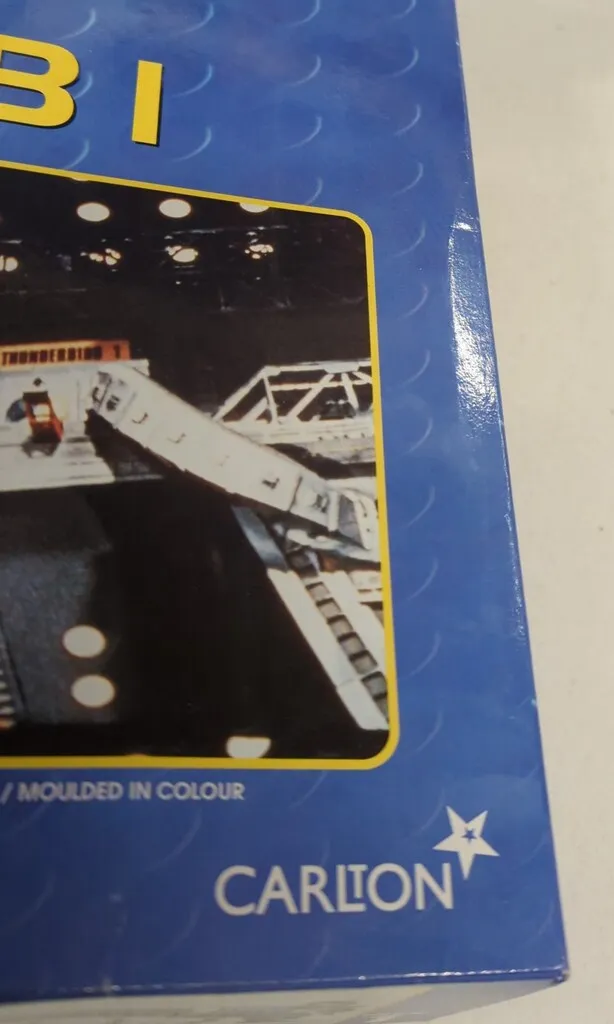 BI
THUNDERBIRD 1
/ MOULDED IN COLOUR
CARLTON